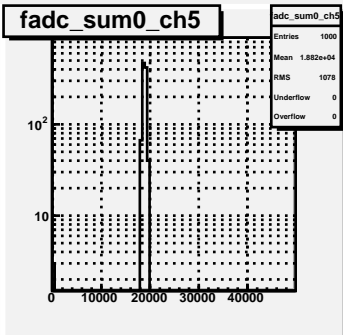 fadc_sum0_ch5
adc_sum0_ch5
Entries 1000
Mean 1.882e+04
RMS 1078
Underflow 0
Overflow 0
10²
10
0 10000 20000 30000 40000